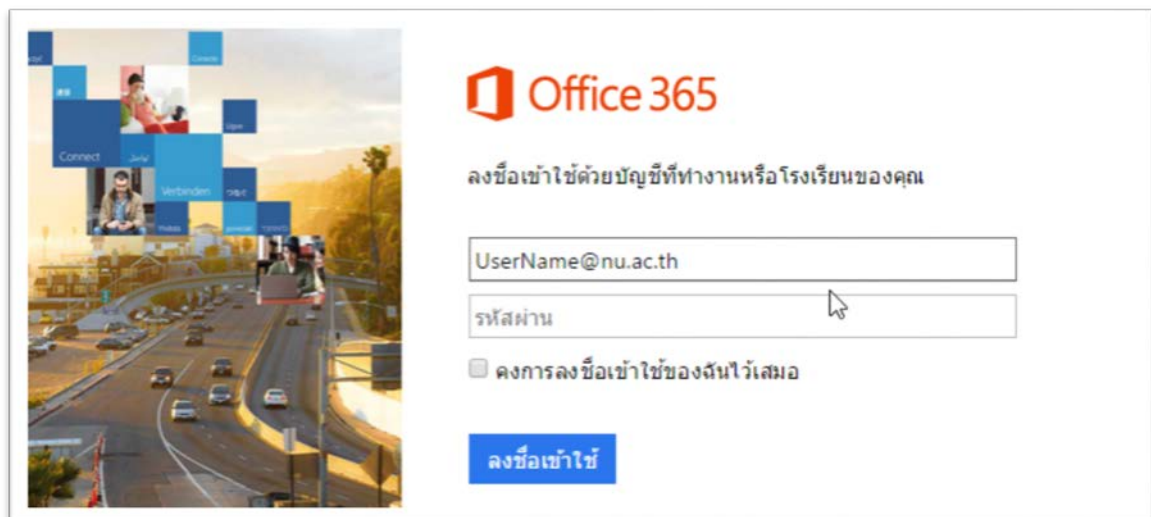 Office 365
ลงชื่อเข้าใช้ด้วยบัญชีที่ทำงานหรือโรงเรียนของคุณ
UserName@nu.ac.th
รหัสผ่าน
คงการลงชื่อเข้าใช้ของฉันไว้เสมอ
ลงชื่อเข้าใช้
Connect
Verbinden